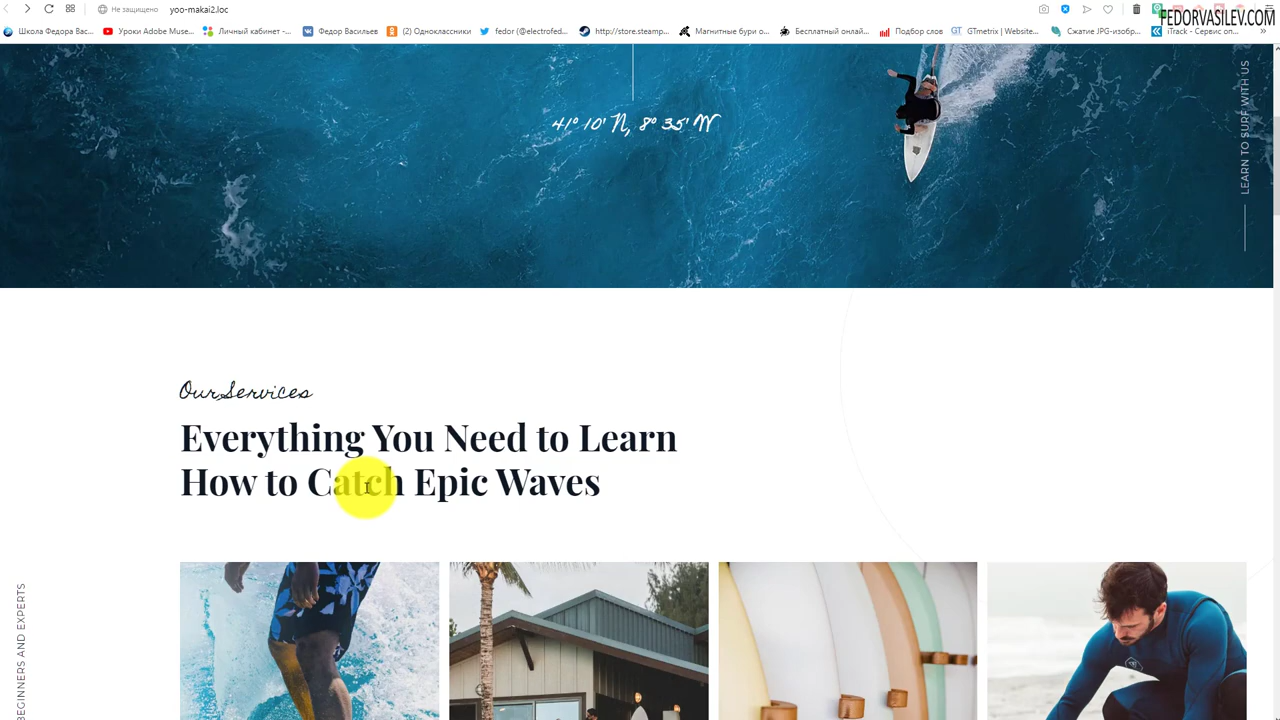 Не защищено yoo-makai2.loc
FEDORVASILEV.COM
Школа Федора Вас...
Уроки Adobe Muse...
Личный кабинет -...
Федор Васильев
(2) Одноклассники
fedor (@electrofed...
http://store.steamp...
Магнитные бури о...
Бесплатный онлай...
Подбор слов
GT GTmetrix | Website...
Сжатие JPG-изобр...
iTrack - Сервис оп...
41° 10' N, 8° 35' W
LEARN TO SURF WITH US
Our Services
Everything You Need to Learn
How to Catch Epic Waves
BEGINNERS AND EXPERTS